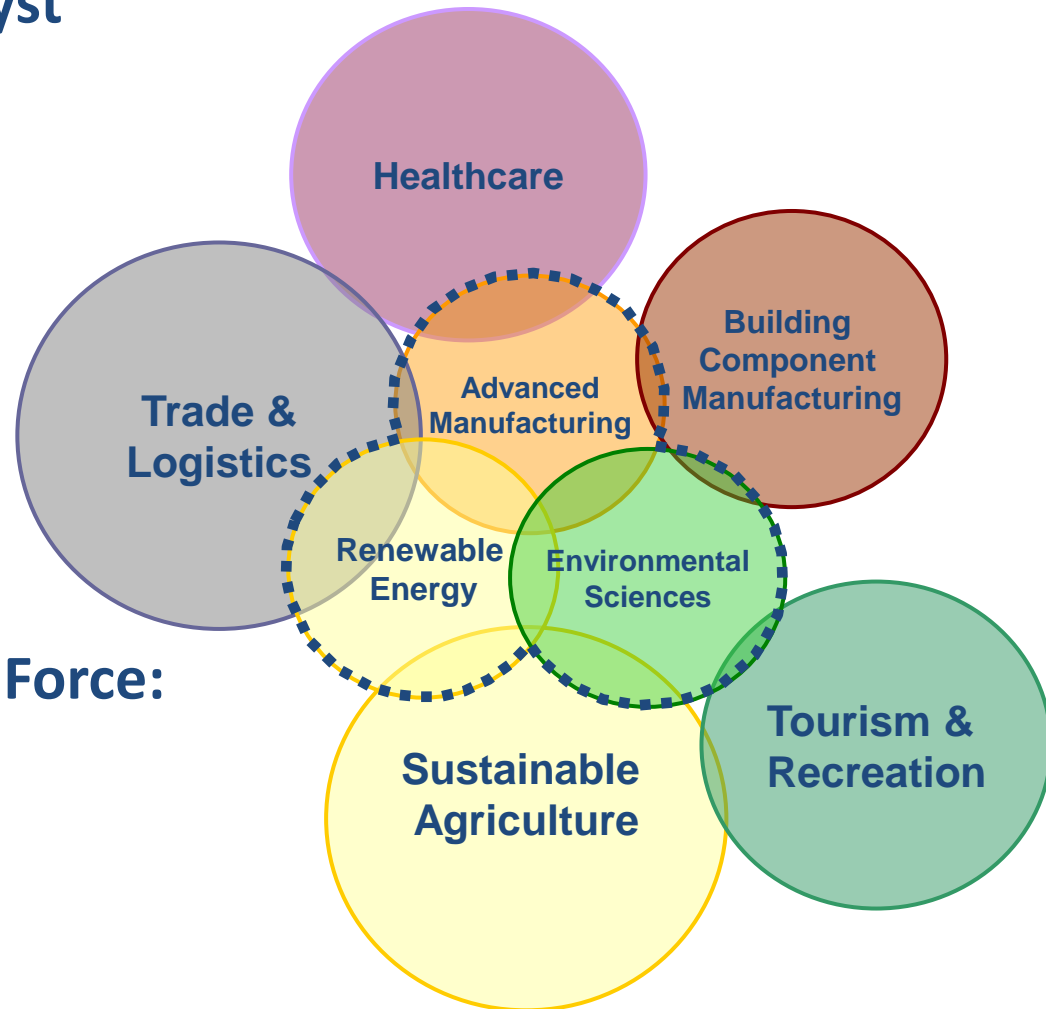 yst
Healthcare
Building
Component
Manufacturing
Advanced
Manufacturing
Trade &
Logistics
Renewable
Energy
Environmental
Sciences
Force:
Tourism &
Recreation
Sustainable
Agriculture